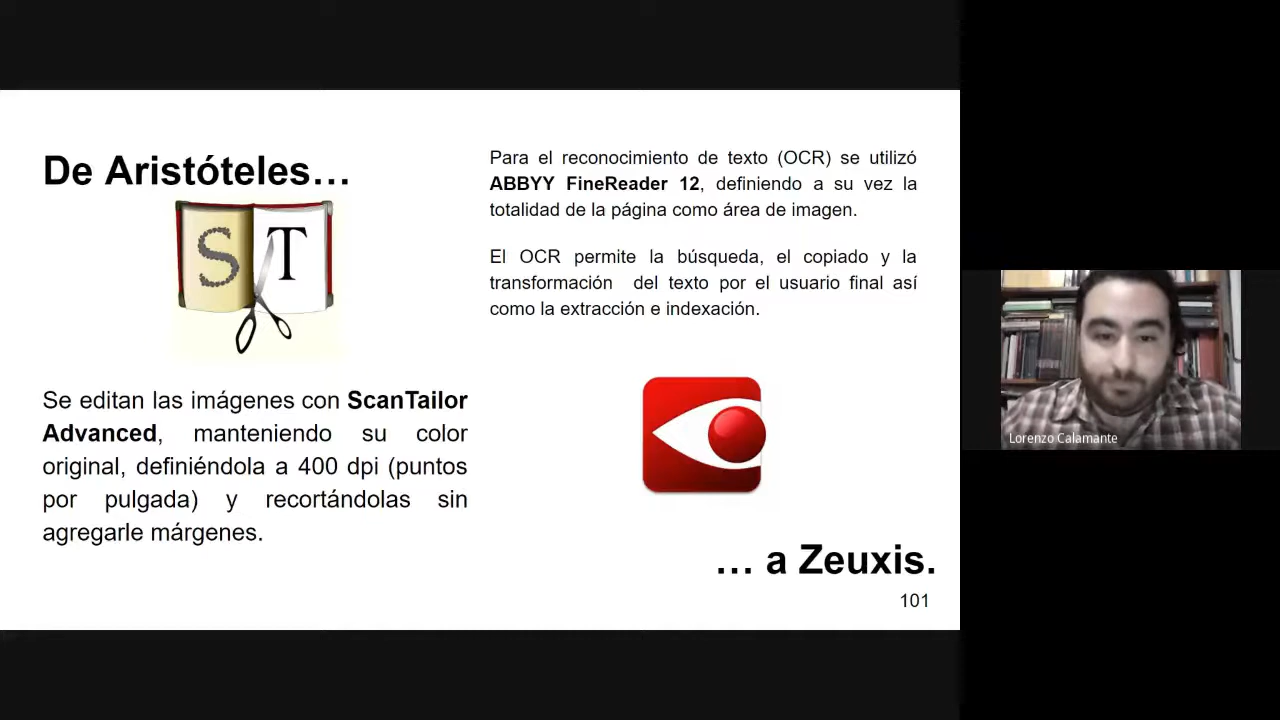 De Aristóteles…
S T
Se editan las imágenes con ScanTailor
Advanced, manteniendo su color
original, definiéndola a 400 dpi (puntos
por pulgada) y recortándolas sin
agregarle márgenes.
Para el reconocimiento de texto (OCR) se utilizó
ABBYY FineReader 12, definiendo a su vez la
totalidad de la página como área de imagen.
El OCR permite la búsqueda, el copiado y la
transformación del texto por el usuario final así
como la extracción e indexación.
… a Zeuxis.
101
Lorenzo Calamante